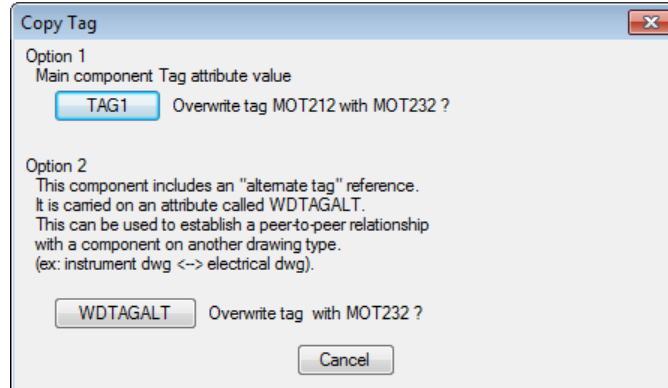 Copy Tag
Option 1
Main component Tag attribute value
TAG1 Overwrite tag MOT212 with MOT232 ?
Option 2
This component includes an "alternate tag" reference.
It is carried on an attribute called WDTAGALT.
This can be used to establish a peer-to-peer relationship
with a component on another drawing type.
(ex: instrument dwg <--> electrical dwg).
WDTAGALT Overwrite tag with MOT232 ?
Cancel